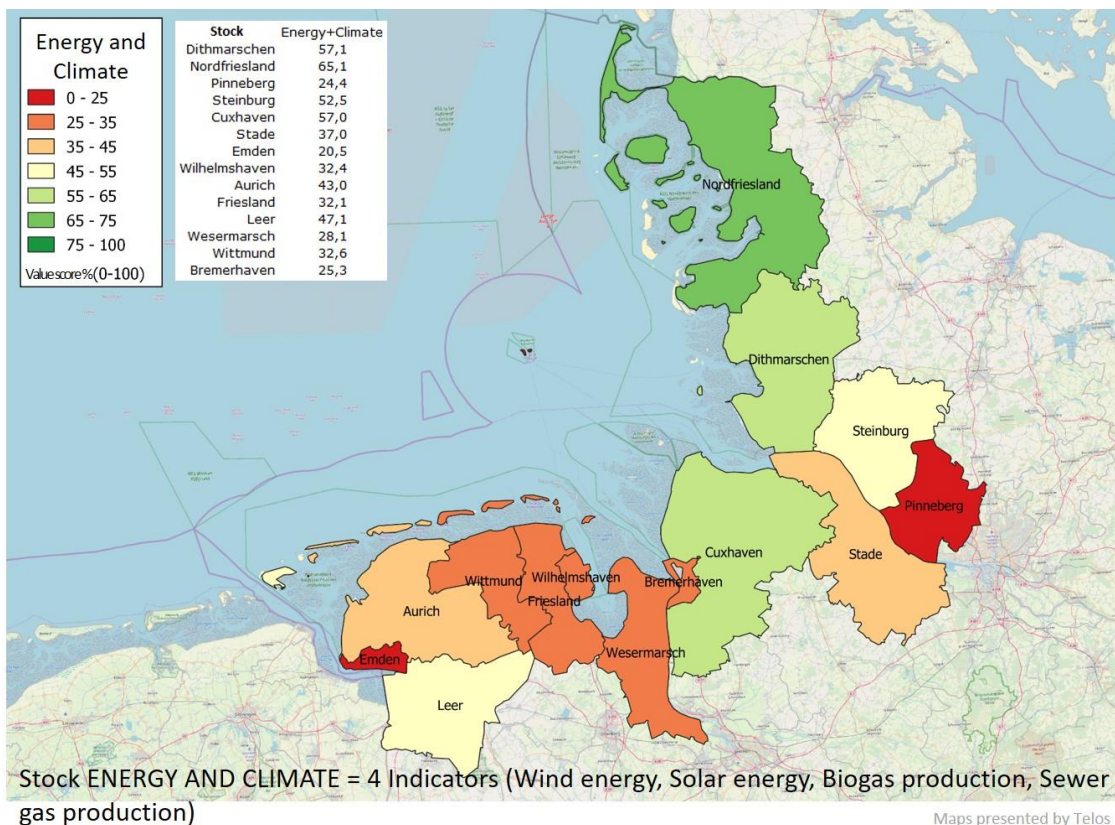 Energy and
Climate
0 - 25
25 - 35
35 - 45
45 - 55
55 - 65
65 - 75
75 - 100
Value score % (0-100)
Stock Energy+Climate
Dithmarschen 57,1
Nordfriesland 65,1
Pinneberg 24,4
Steinburg 52,5
Cuxhaven 57,0
Stade 37,0
Emden 20,5
Wilhelmshaven 32,4
Aurich 43,0
Friesland 32,1
Leer 47,1
Wesermarsch 28,1
Wittmund 32,6
Bremerhaven 25,3
Nordfriesland
Dithmarschen
Steinburg
Pinneberg
Cuxhaven
Stade
Wittmund
Wilhelmshaven
Bremerhaven
Friesland
Aurich
Wesermarsch
Emden
Leer
Stock ENERGY AND CLIMATE = 4 Indicators (Wind energy, Solar energy, Biogas production, Sewer
gas production)
Maps presented by Telos